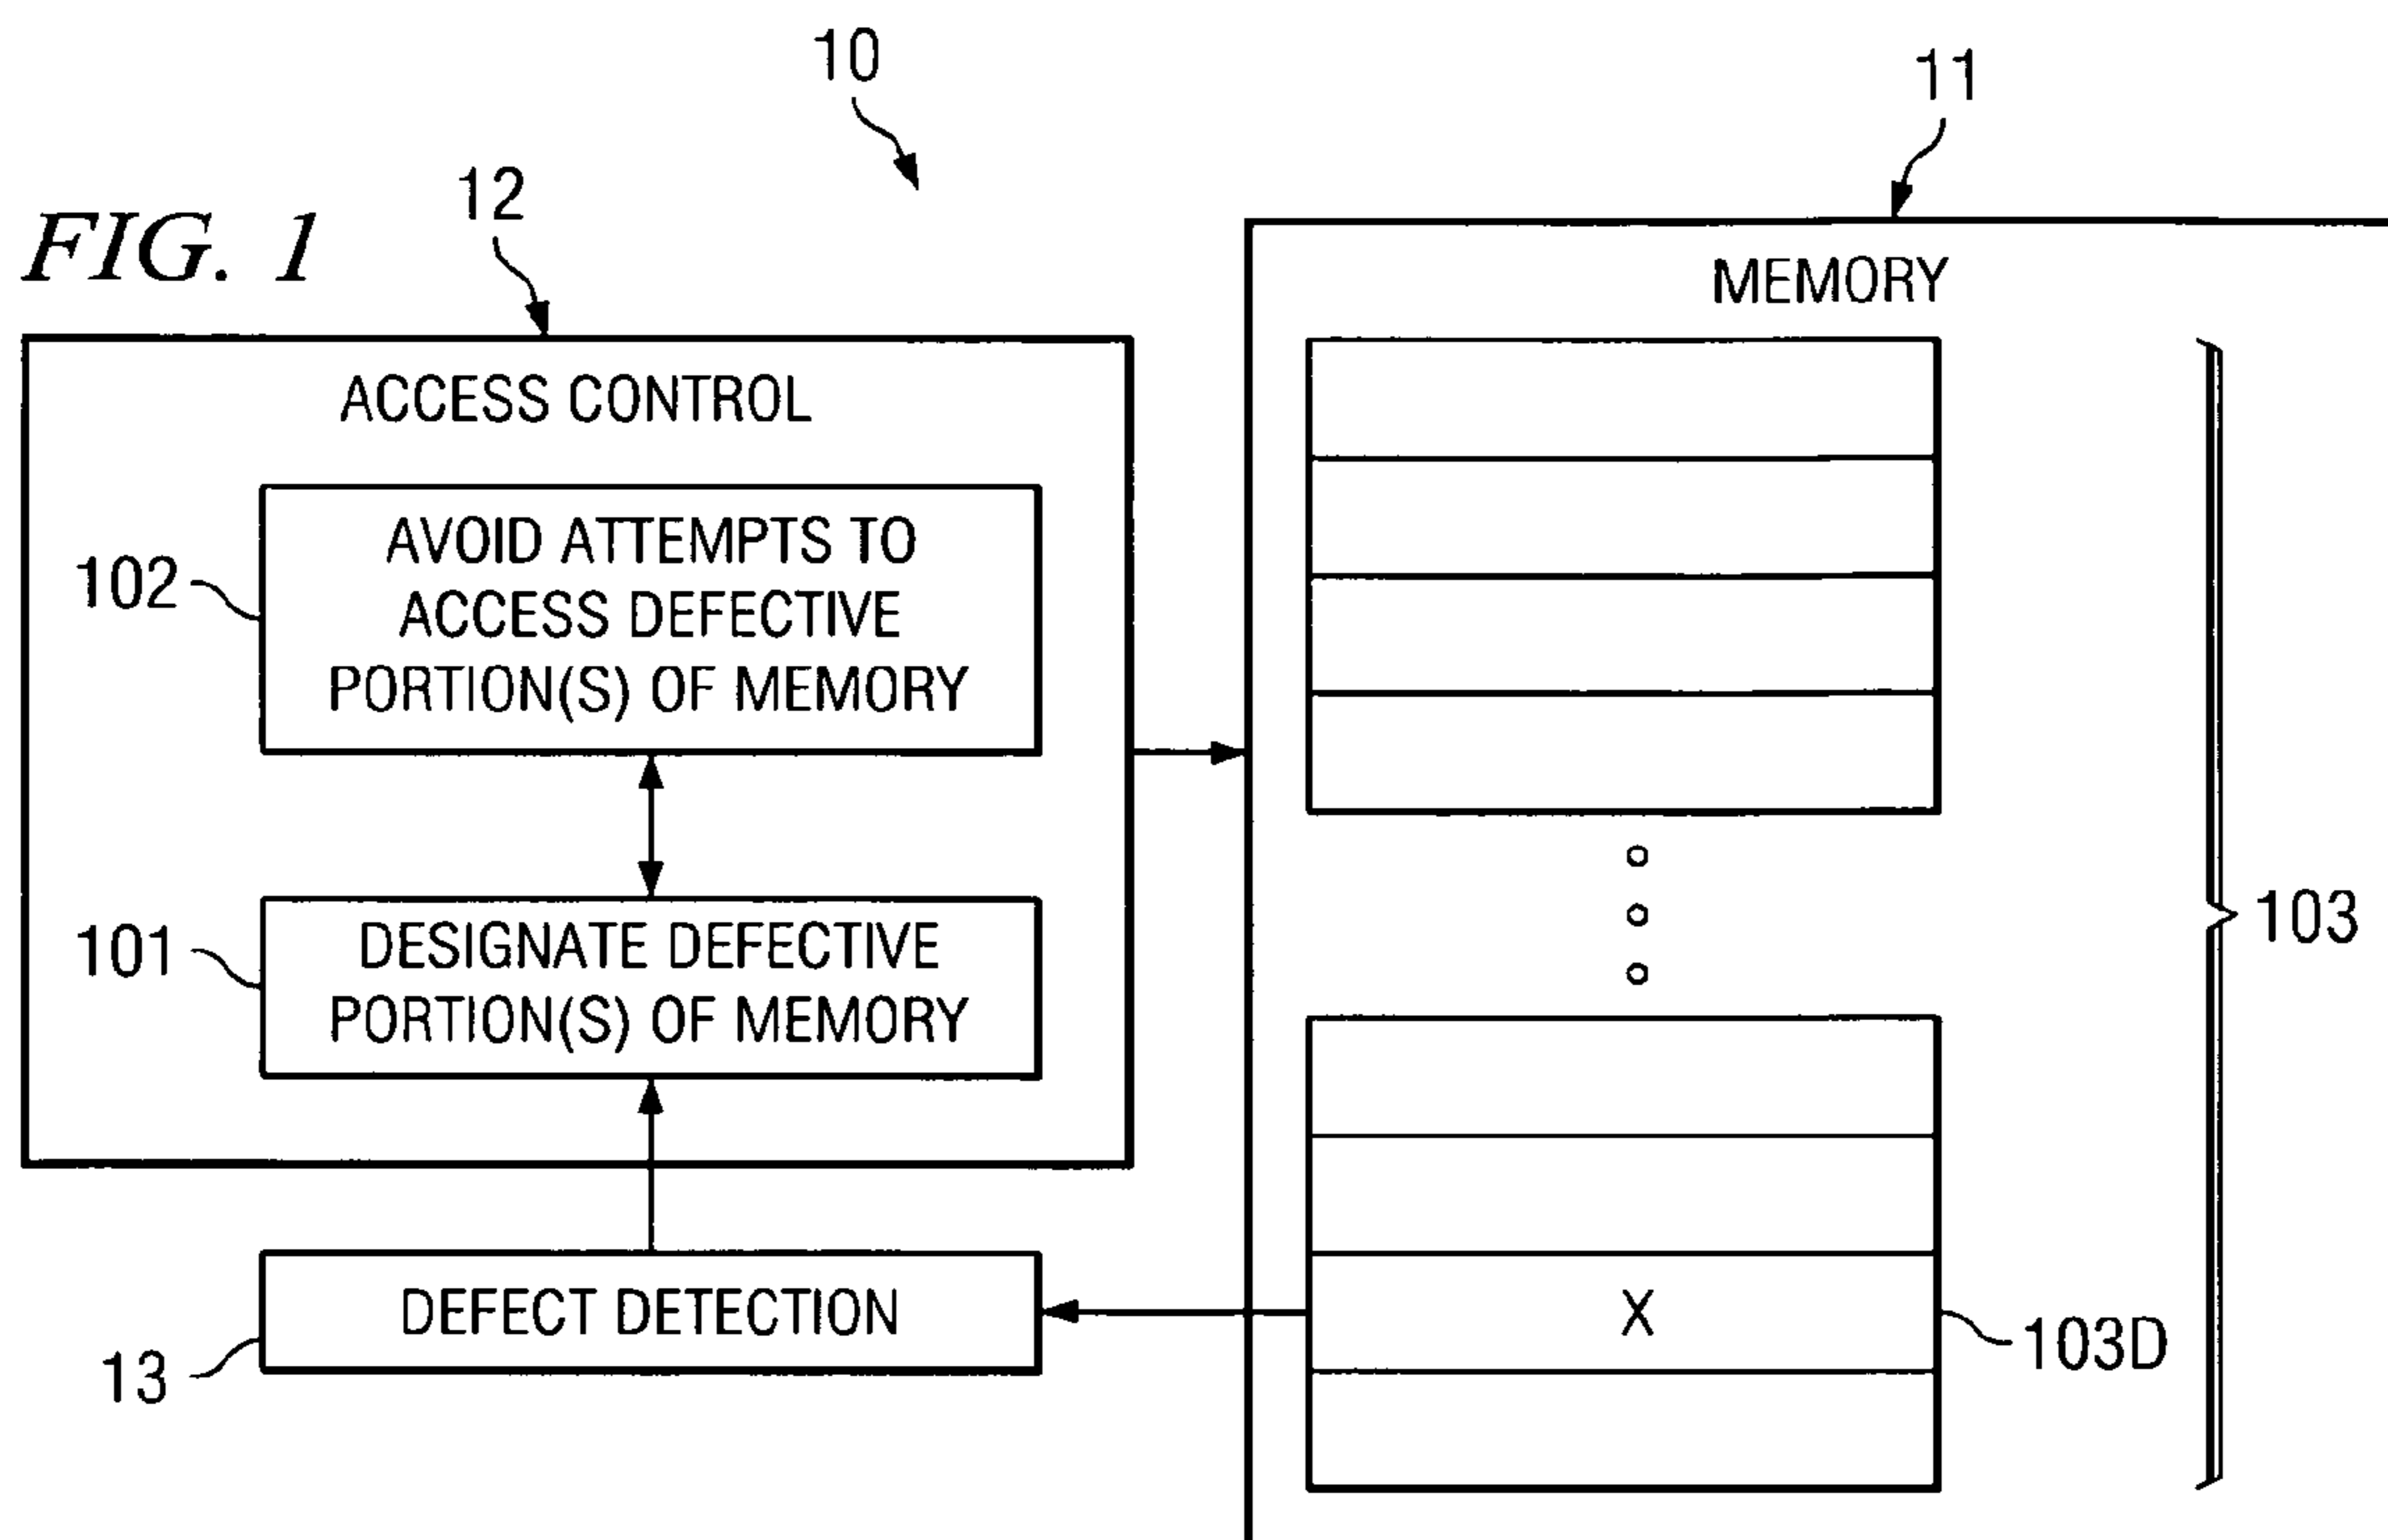 FIG. 1
10
11
12
MEMORY
ACCESS CONTROL
102
AVOID ATTEMPTS TO
ACCESS DEFECTIVE
PORTION(S) OF MEMORY
101
DESIGNATE DEFECTIVE
PORTION(S) OF MEMORY
103
DEFECT DETECTION
13
X
103D